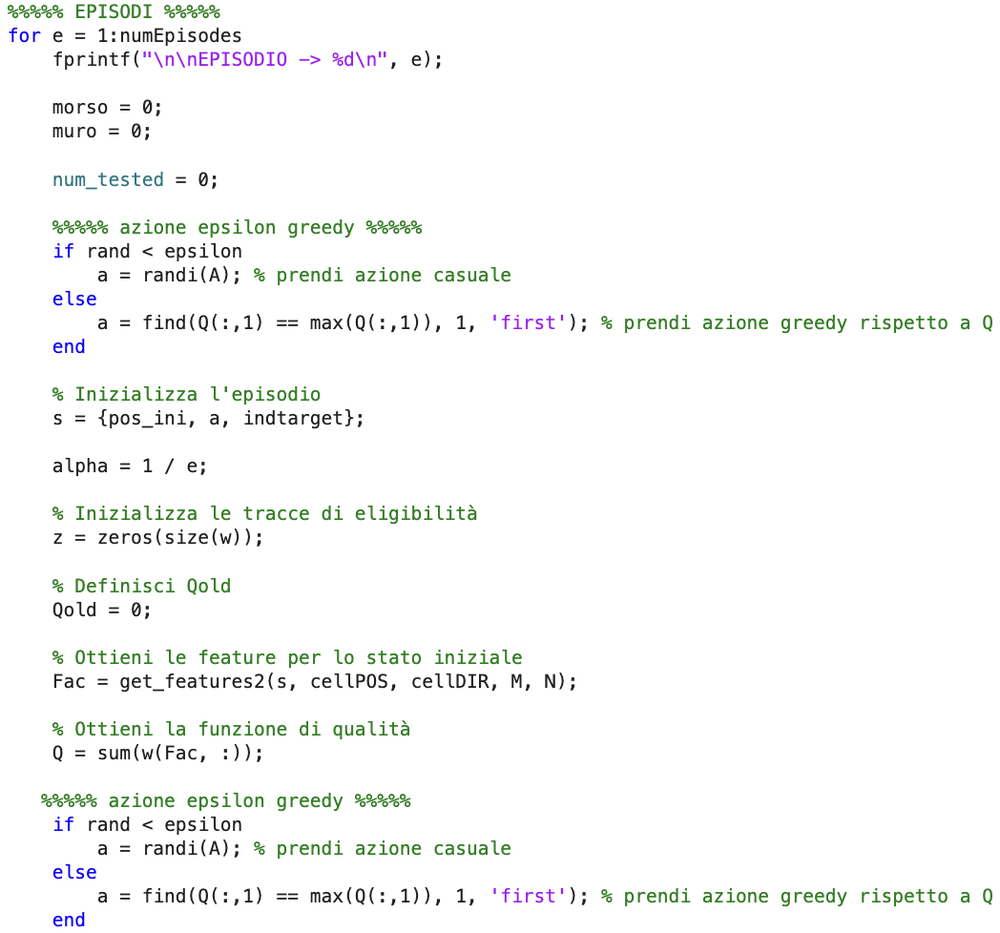 %%%%% EPISODI %%%%%
for e = 1:numEpisodes
    fprintf("\n\nEPISODIO -> %d\n", e);

    morso = 0;
    muro = 0;

    num_tested = 0;

    %%%%% azione epsilon greedy %%%%%
    if rand < epsilon
        a = randi(A); % prendi azione casuale
    else
        a = find(Q(:,1) == max(Q(:,1)), 1, 'first'); % prendi azione greedy rispetto a Q
    end

    % Inizializza l'episodio
    s = {pos_ini, a, indtarget};

    alpha = 1 / e;

    % Inizializza le tracce di eligibilità
    z = zeros(size(w));

    % Definisci Qold
    Qold = 0;

    % Ottieni le feature per lo stato iniziale
    Fac = get_features2(s, cellPOS, cellDIR, M, N);

    % Ottieni la funzione di qualità
    Q = sum(w(Fac, :));

   %%%%% azione epsilon greedy %%%%%
    if rand < epsilon
        a = randi(A); % prendi azione casuale
    else
        a = find(Q(:,1) == max(Q(:,1)), 1, 'first'); % prendi azione greedy rispetto a Q
    end